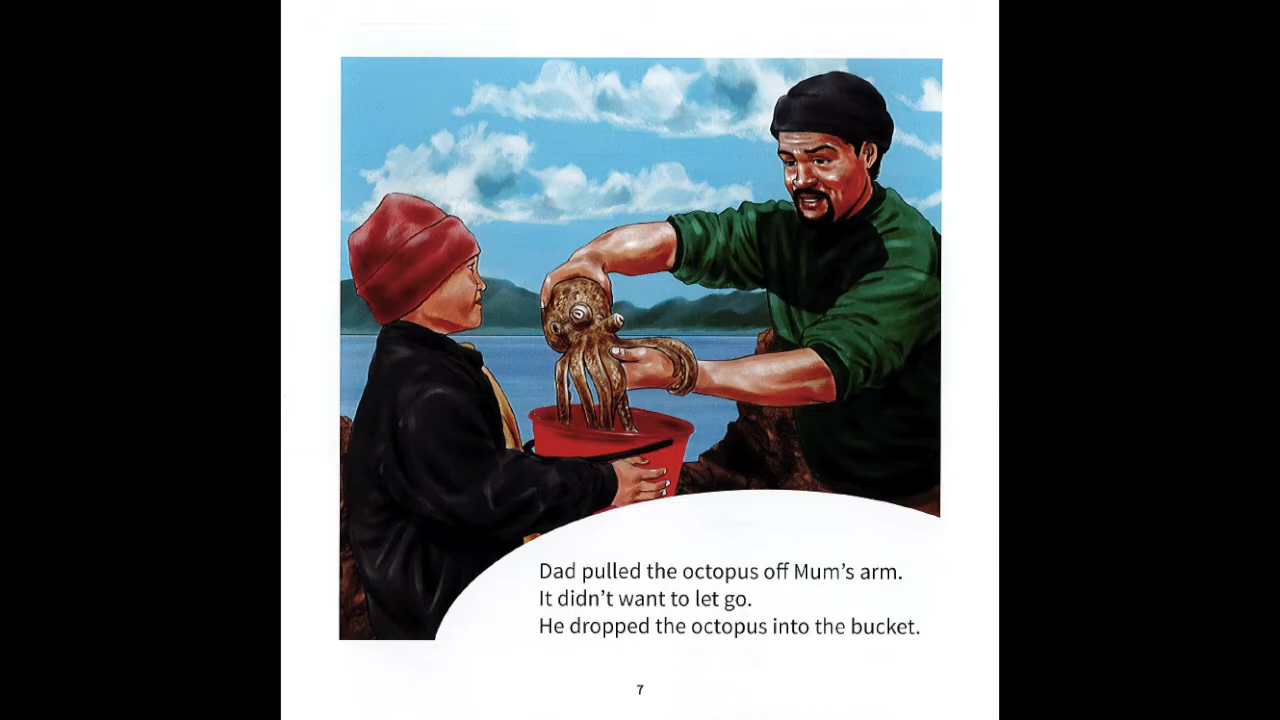 Dad pulled the octopus off Mum's arm.
It didn't want to let go.
He dropped the octopus into the bucket.
7